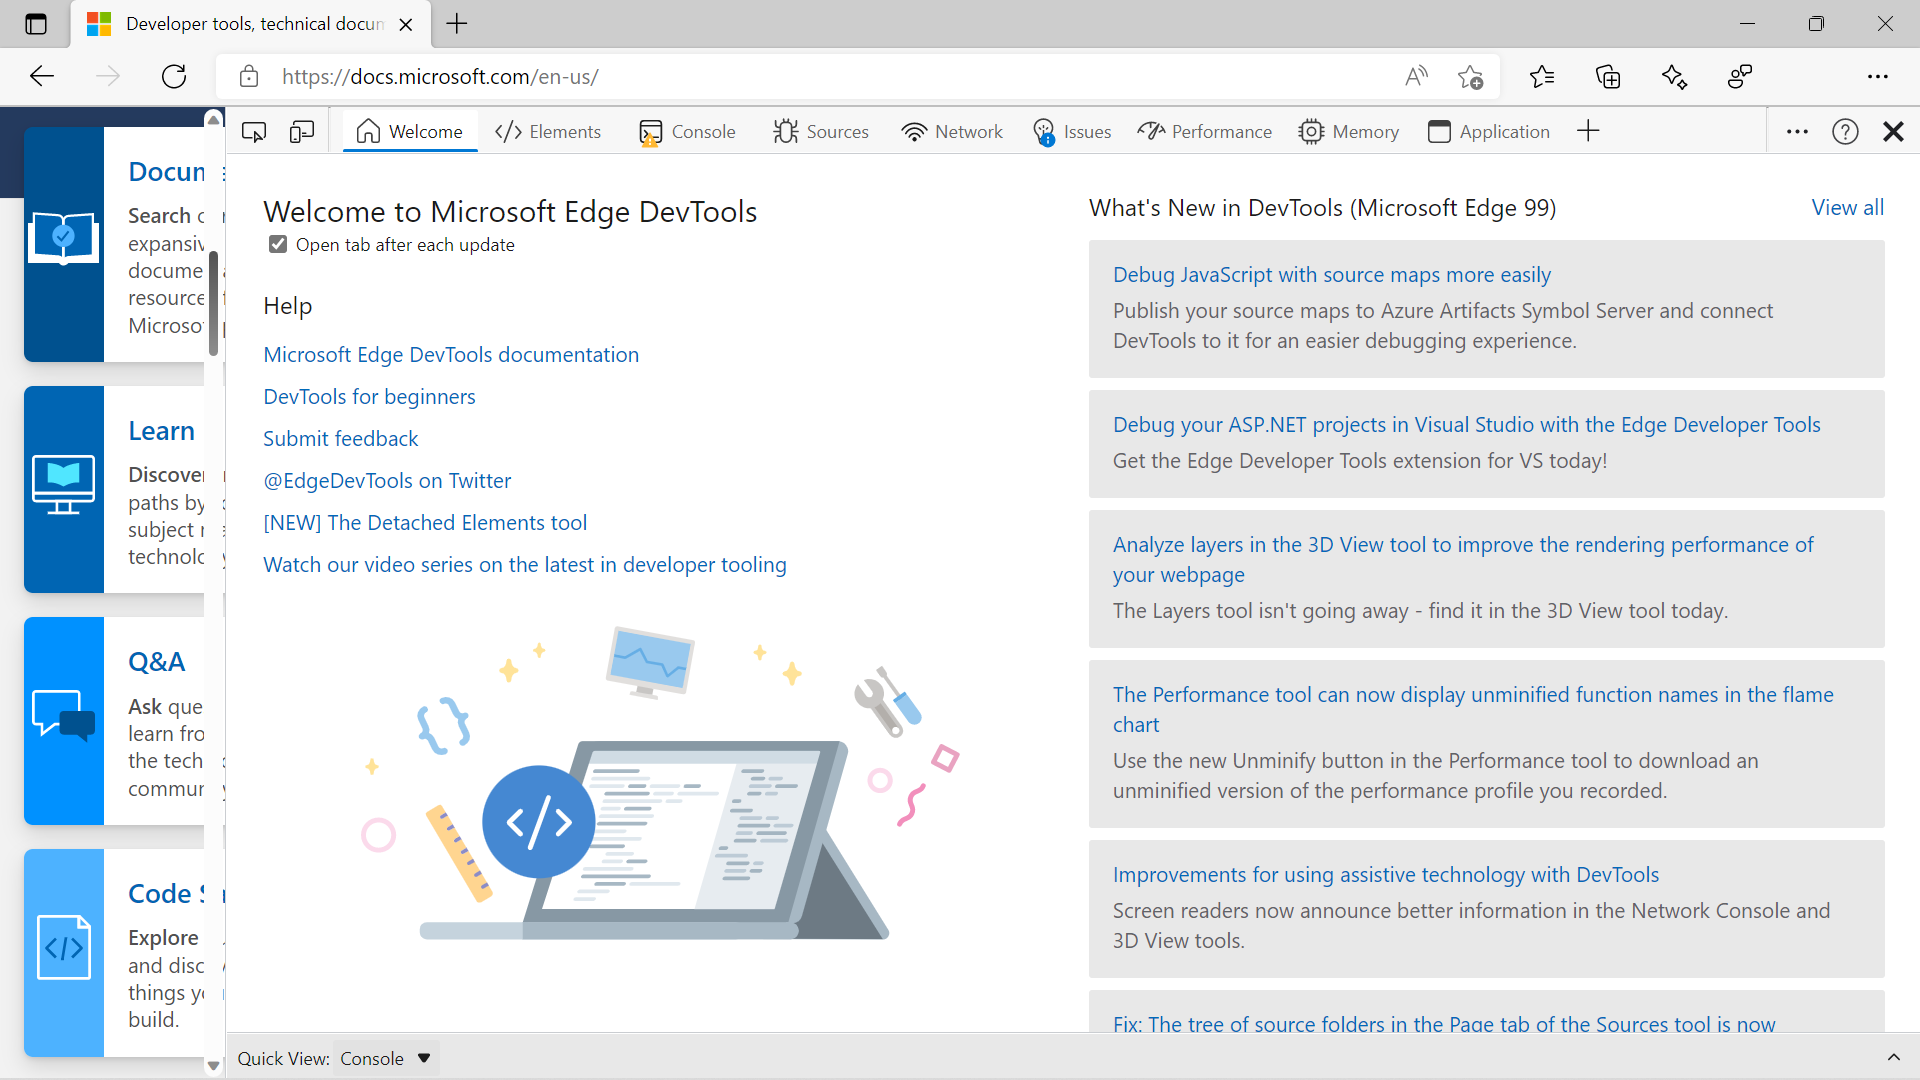 Developer tools, technical docum
https://docs.microsoft.com/en-us/
Welcome
Elements
Console
Sources
Network
Issues
Performance
Memory
Application
Docum
Search
expansiv
docume
resource
Microso
Learn
Discover
paths by
subject
technolo
Q&A
Ask que
learn fro
the tech
commun
Code
Explore
and disc
things yo
build.
Welcome to Microsoft Edge DevTools
Open tab after each update
Help
Microsoft Edge DevTools documentation
DevTools for beginners
Submit feedback
@EdgeDevTools on Twitter
[NEW] The Detached Elements tool
Watch our video series on the latest in developer tooling
What's New in DevTools (Microsoft Edge 99)
View all
Debug JavaScript with source maps more easily
Publish your source maps to Azure Artifacts Symbol Server and connect
DevTools to it for an easier debugging experience.
Debug your ASP.NET projects in Visual Studio with the Edge Developer Tools
Get the Edge Developer Tools extension for VS today!
Analyze layers in the 3D View tool to improve the rendering performance of
your webpage
The Layers tool isn't going away - find it in the 3D View tool today.
The Performance tool can now display unminified function names in the flame
chart
Use the new Unminify button in the Performance tool to download an
unminified version of the performance profile you recorded.
Improvements for using assistive technology with DevTools
Screen readers now announce better information in the Network Console and
3D View tools.
Fix: The tree of source folders in the Page tab of the Sources tool is now
Quick View: Console